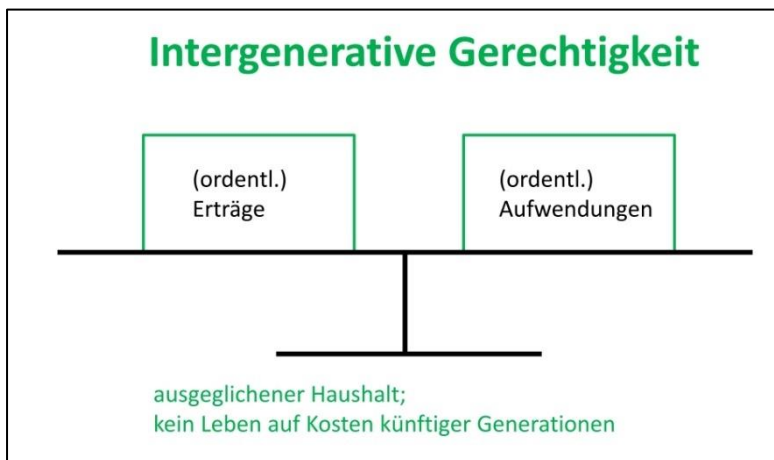 Intergenerative Gerechtigkeit
(ordentl.)
Erträge
(ordentl.)
Aufwendungen
ausgeglichener Haushalt;
kein Leben auf Kosten künftiger Generationen